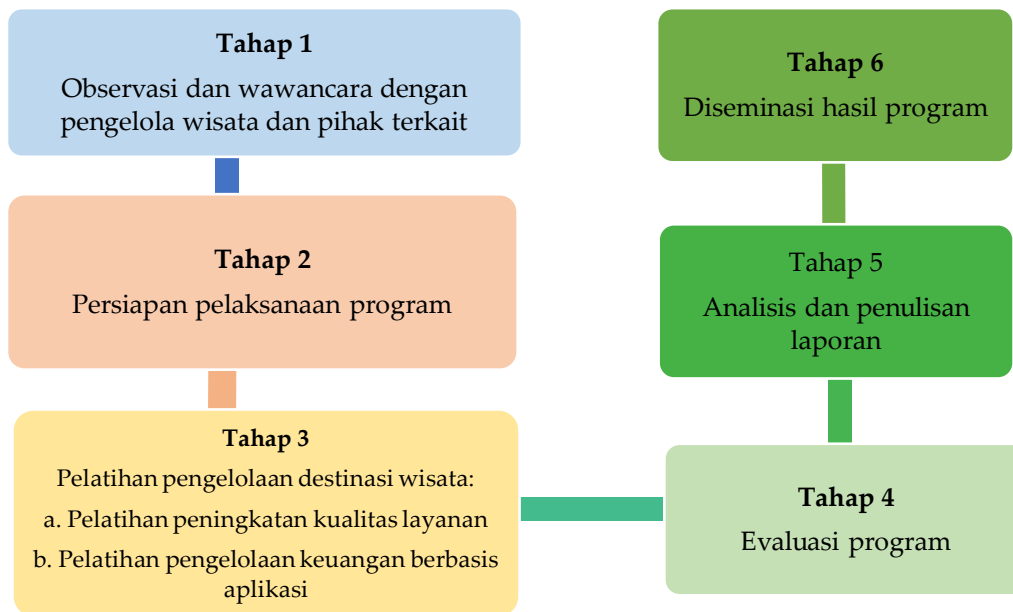 Tahap 1
Observasi dan wawancara dengan
pengelola wisata dan pihak terkait
Tahap 2
Persiapan pelaksanaan program
Tahap 3
Pelatihan pengelolaan destinasi wisata:
a. Pelatihan peningkatan kualitas layanan
b. Pelatihan pengelolaan keuangan berbasis
aplikasi
Tahap 4
Evaluasi program
Tahap 5
Analisis dan penulisan
laporan
Tahap 6
Diseminasi hasil program